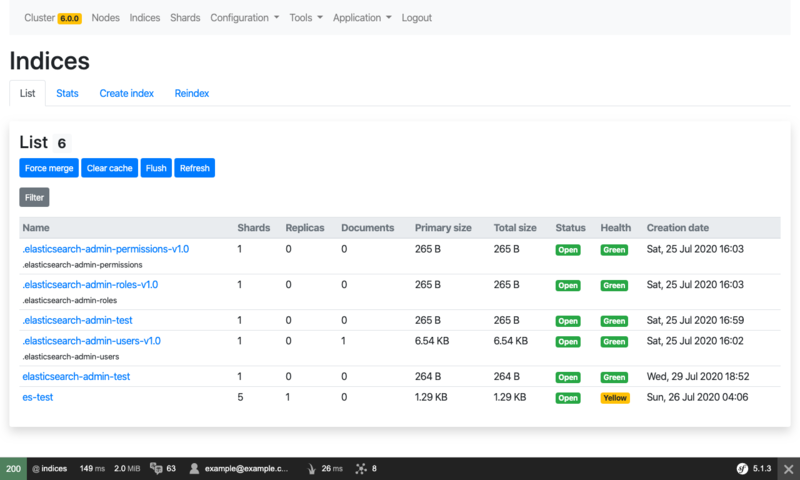 Cluster 6.0.0 Nodes Indices Shards Configuration Tools Application Logout
Indices
List Stats Create index Reindex
List 6
Force merge Clear cache Flush Refresh
Filter
Name Shards Replicas Documents Primary size Total size Status Health Creation date
.elasticsearch-admin-permissions-v1.0 1 0 0 265 B 265 B Open Green Sat, 25 Jul 2020 16:03
.elasticsearch-admin-permissions
.elasticsearch-admin-roles-v1.0 1 0 0 265 B 265 B Open Green Sat, 25 Jul 2020 16:03
.elasticsearch-admin-roles
.elasticsearch-admin-test 1 0 0 265 B 265 B Open Green Sat, 25 Jul 2020 16:59
.elasticsearch-admin-users-v1.0 1 0 1 6.54 KB 6.54 KB Open Green Sat, 25 Jul 2020 16:02
.elasticsearch-admin-users
elasticsearch-admin-test 1 0 0 264 B 264 B Open Green Wed, 29 Jul 2020 18:52
es-test 5 1 0 1.29 KB 1.29 KB Open Yellow Sun, 26 Jul 2020 04:06
200 @ indices 149 ms 2.0 MiB 63 example@example.c... 26 ms 8 sf 5.1.3